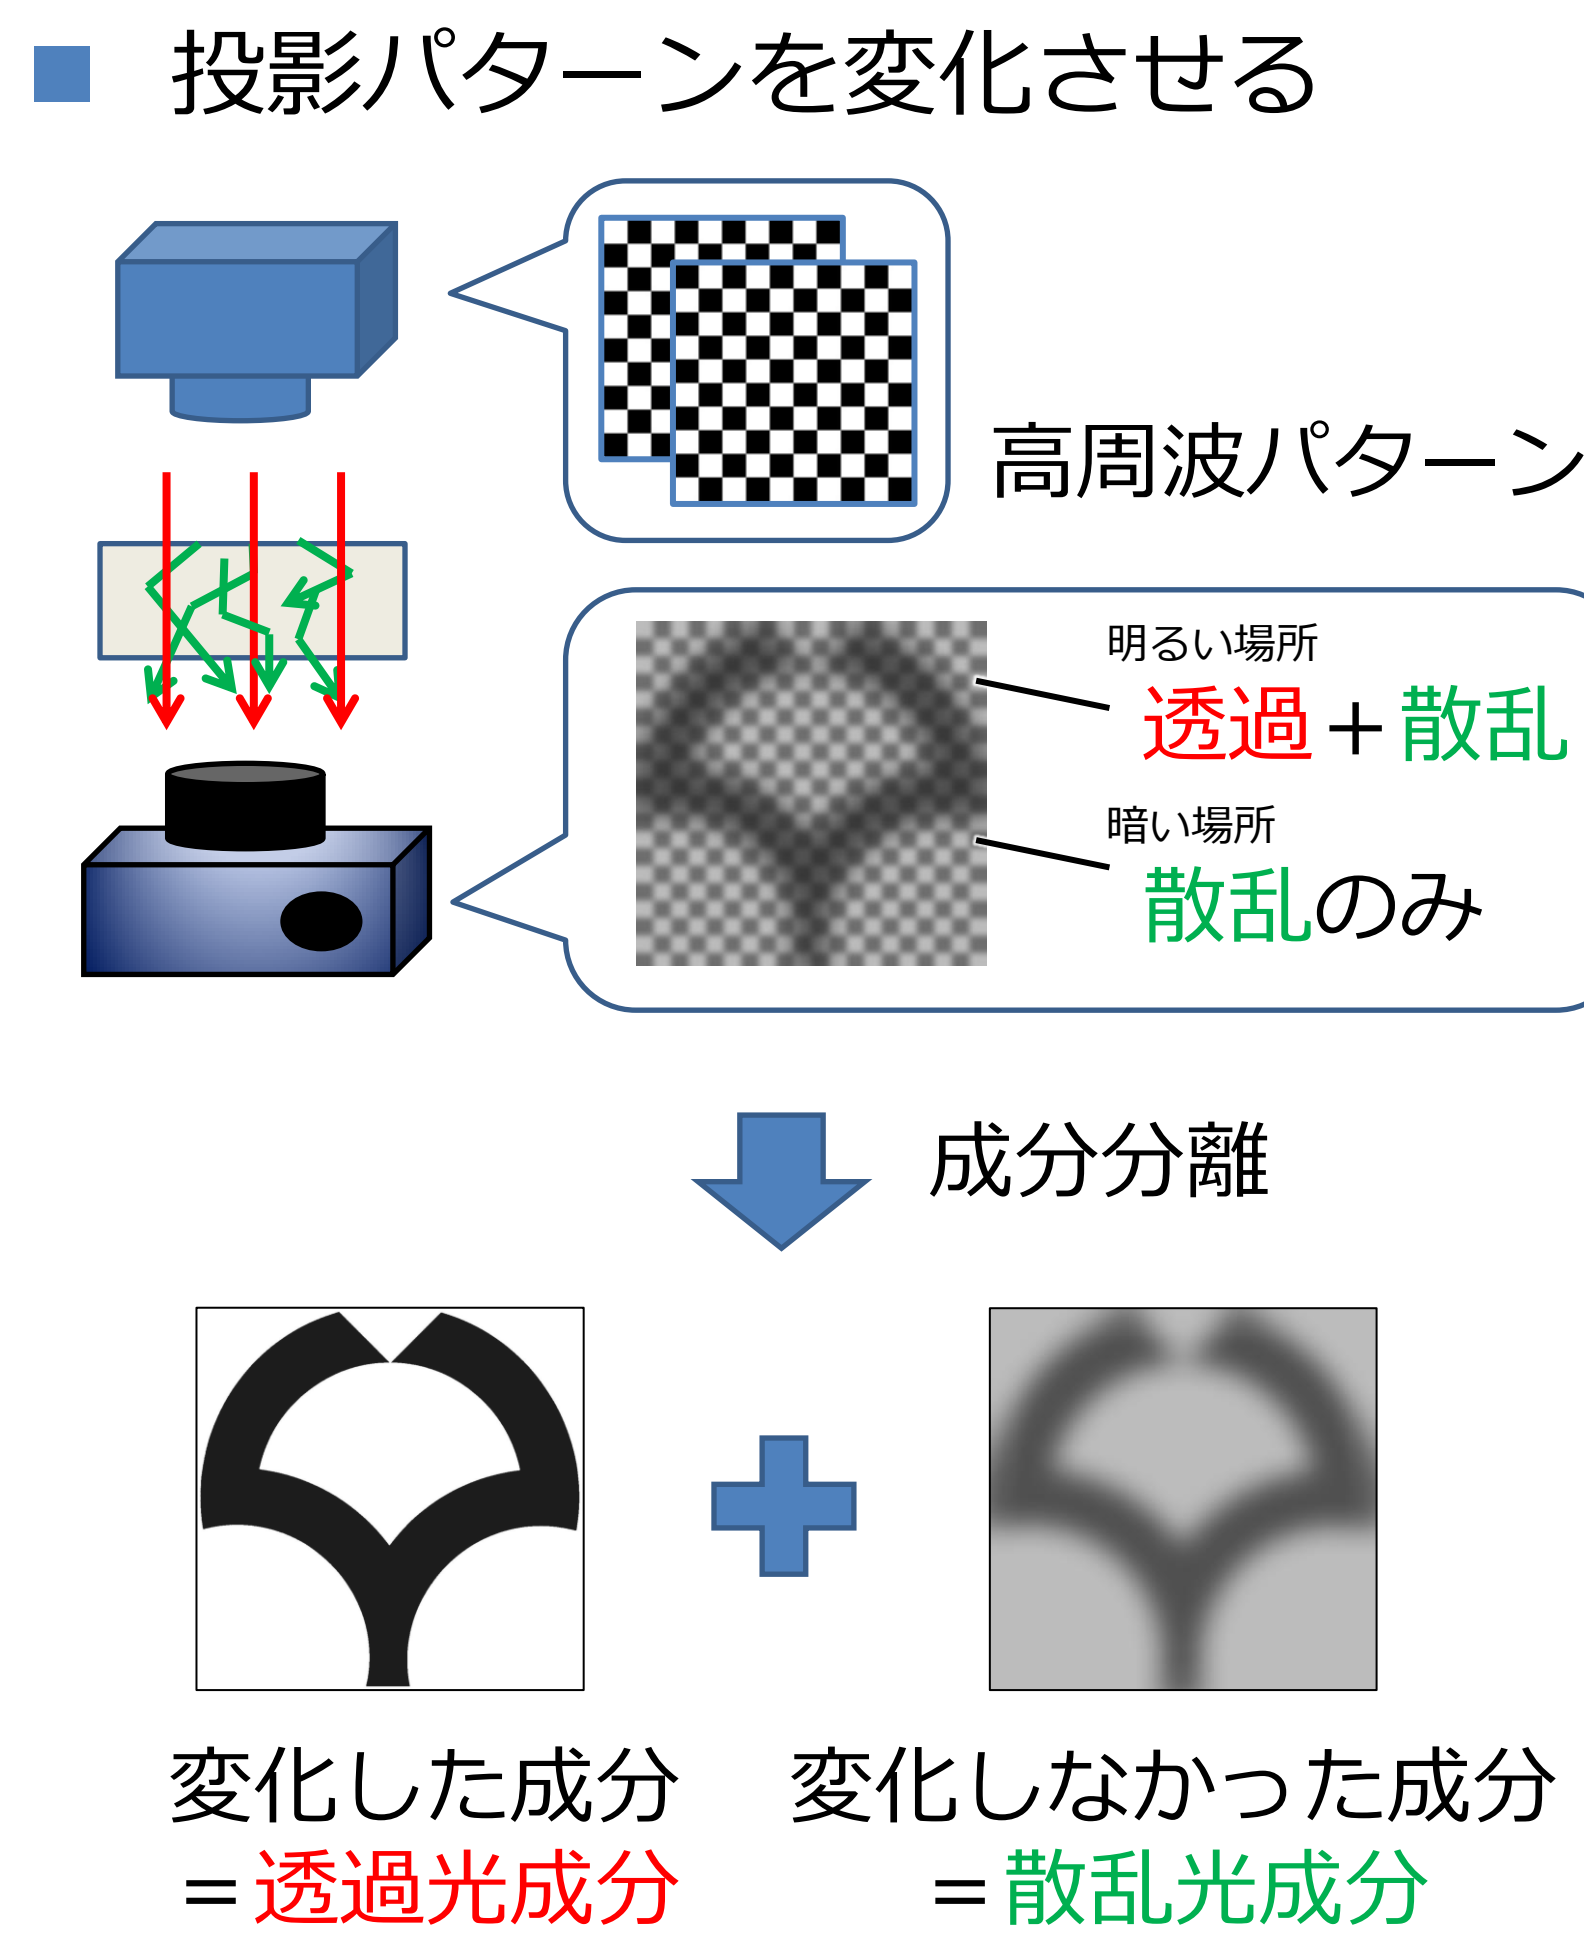 投影パターンを変化させる
高周波パターン
明るい場所
透過+散乱
暗い場所
散乱のみ
成分分離
変化した成分
=透過光成分
変化しなかった成分
=散乱光成分